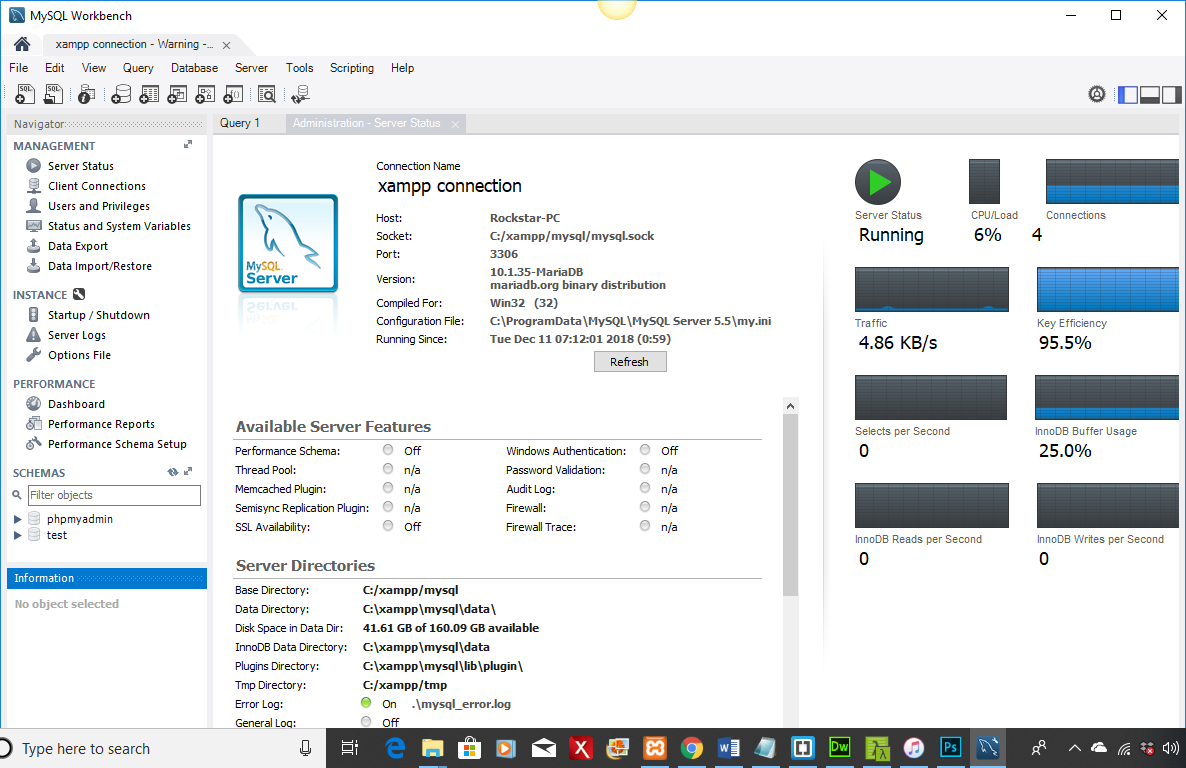 MySQL Workbench
xampp connection - Warning -...
File Edit View Query Database Server Tools Scripting Help
SQL SQL
Navigator
Query 1
Administration - Server Status
MANAGEMENT
Server Status
Client Connections
Users and Privileges
Status and System Variables
Data Export
Data Import/Restore
INSTANCE
Startup / Shutdown
Server Logs
Options File
PERFORMANCE
Dashboard
Performance Reports
Performance Schema Setup
SCHEMAS
Filter objects
phpmyadmin
test
Information
No object selected
MySQL
Server
Connection Name
xampp connection
Host: Rockstar-PC
Socket: C:/xampp/mysql/mysql.sock
Port: 3306
Version: 10.1.35-MariaDB
mariadb.org binary distribution
Compiled For: Win32 (32)
Configuration File: C:\ProgramData\MySQL\MySQL Server 5.5\my.ini
Running Since: Tue Dec 11 07:12:01 2018 (0:59)
Refresh
Available Server Features
Performance Schema: Off Windows Authentication: Off
Thread Pool: n/a Password Validation: n/a
Memcached Plugin: n/a Audit Log: n/a
Semisync Replication Plugin: n/a Firewall: n/a
SSL Availability: Off Firewall Trace: n/a
Server Directories
Base Directory: C:/xampp/mysql
Data Directory: C:\xampp\mysql\data\
Disk Space in Data Dir: 41.61 GB of 160.09 GB available
InnoDB Data Directory: C:\xampp\mysql\data
Plugins Directory: C:\xampp\mysql\lib\plugin\
Tmp Directory: C:/xampp/tmp
Error Log: On .\mysql_error.log
General Log: Off
Server Status CPU/Load Connections
Running 6% 4
Traffic Key Efficiency
4.86 KB/s 95.5%
Selects per Second InnoDB Buffer Usage
0 25.0%
InnoDB Reads per Second InnoDB Writes per Second
0 0
Type here to search
Dw
Ps